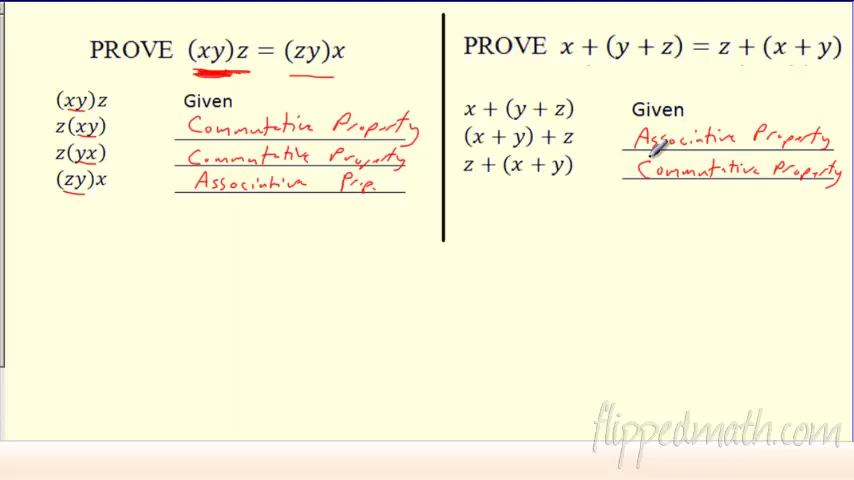 PROVE (xy)z = (zy)x
(xy)z Given
z(xy) Commutative Property
z(yx) Commutative Property
(zy)x Associative Prop.
PROVE x + (y + z) = z + (x + y)
x + (y + z) Given
(x + y) + z Associative Property
z + (x + y) Commutative Property
flippedmath.com